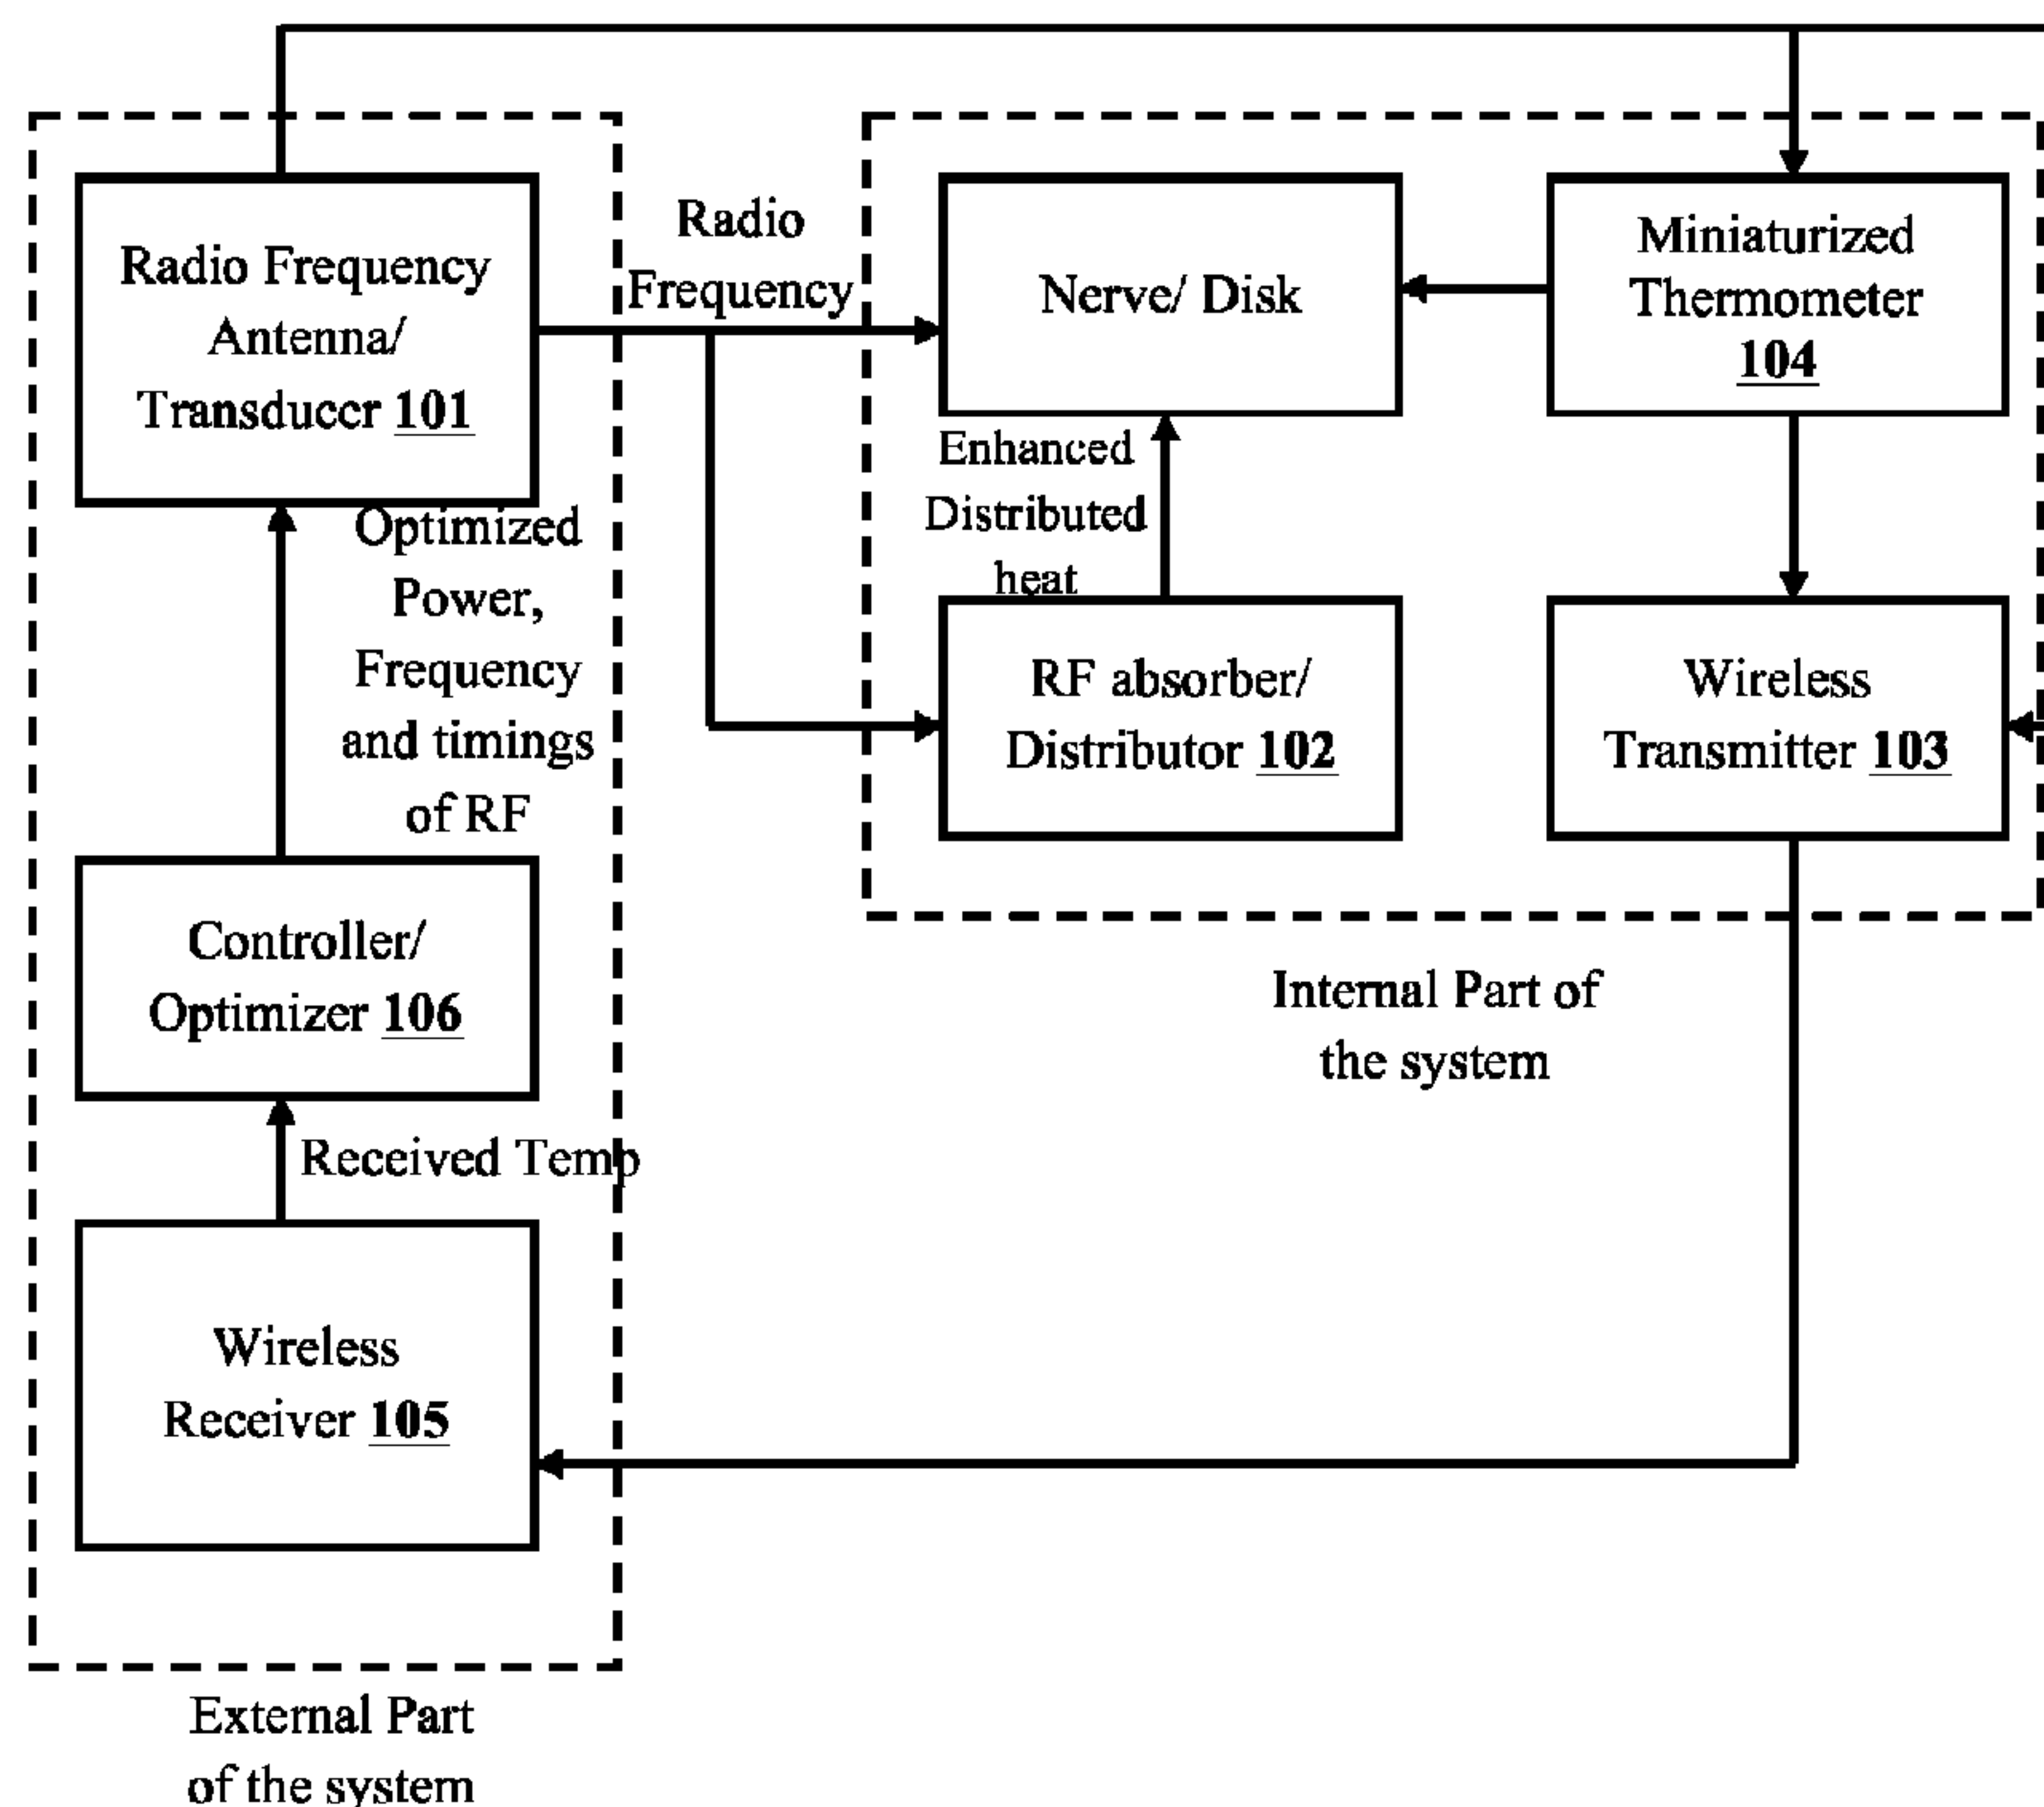 Radio Frequency
Antenna/
Transducer 101
Radio
Frequency
Nerve/ Disk
Miniaturized
Thermometer
104
Enhanced
Distributed
heat
Optimized
Power,
Frequency
and timings
of RF
RF absorber/
Distributor 102
Wireless
Transmitter 103
Controller/
Optimizer 106
Internal Part of
the system
Received Temp
Wireless
Receiver 105
External Part
of the system